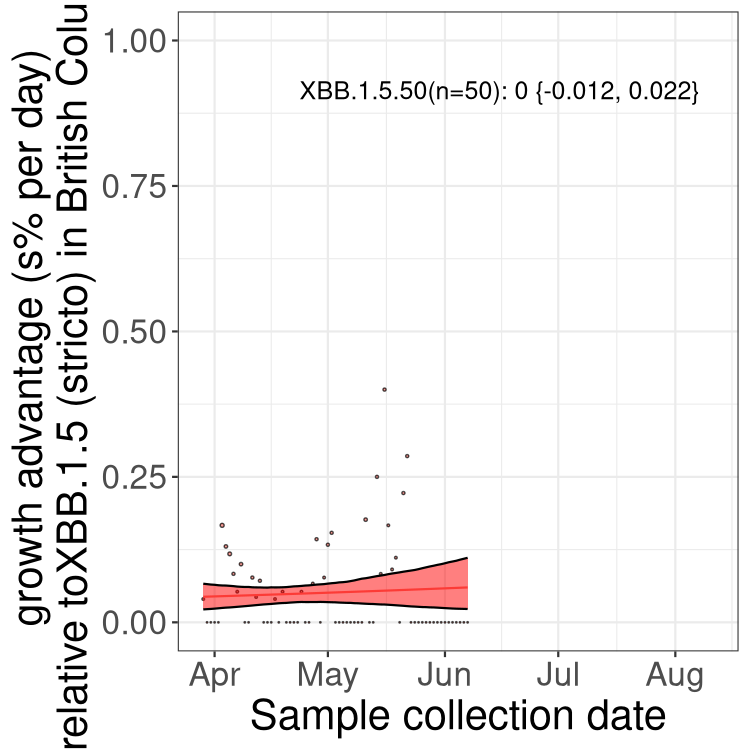 growth advantage (s% per day)
relative toXBB.1.5 (stricto) in British Colu
1.00
0.75
0.50
0.25
0.00
XBB.1.5.50(n=50): 0 {-0.012, 0.022}
Apr May Jun Jul Aug
Sample collection date